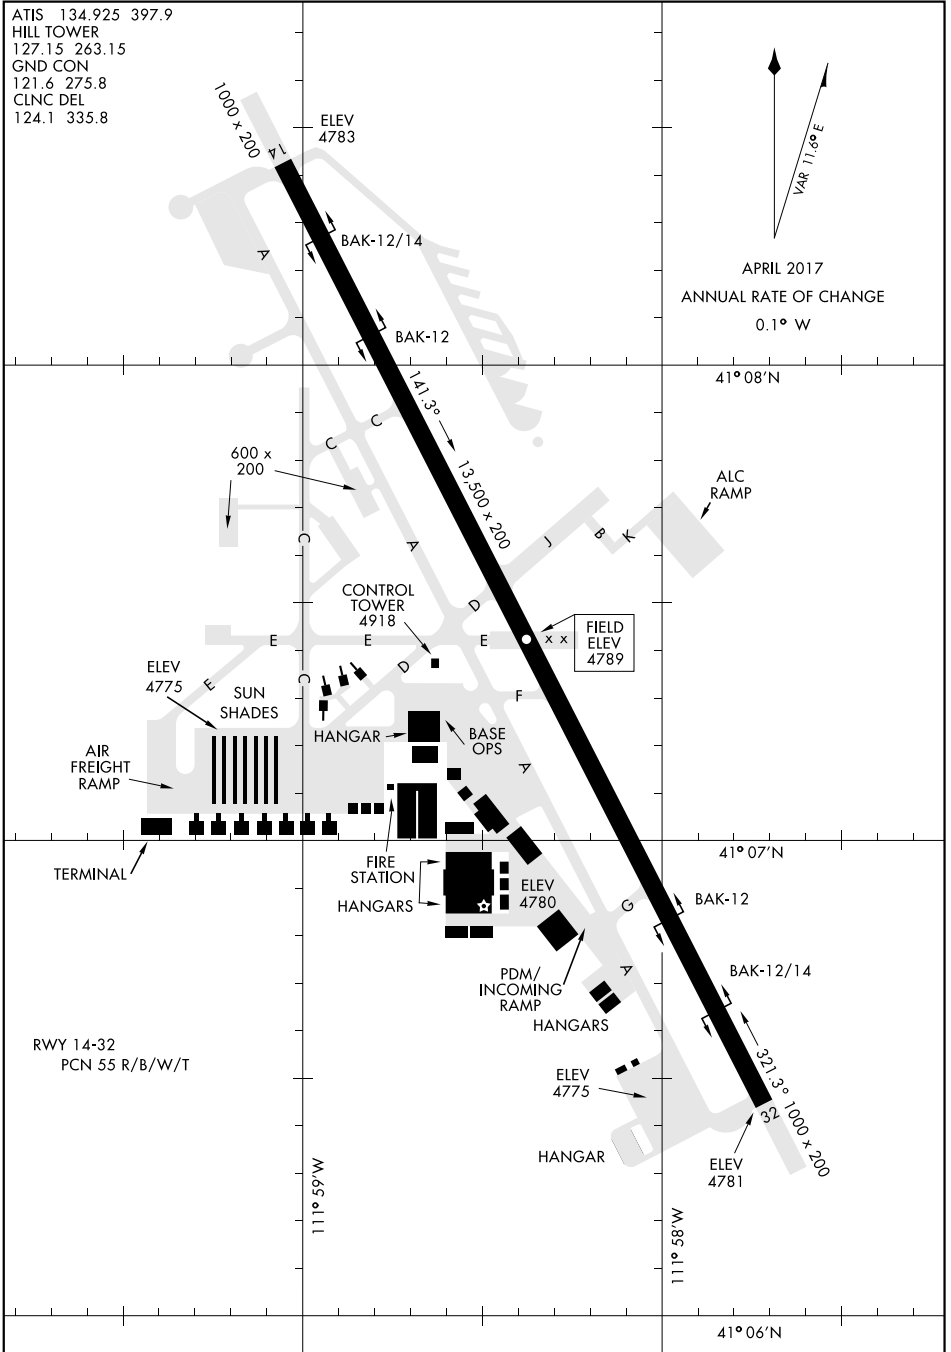 ATIS 134.925 397.9
HILL TOWER
127.15 263.15
GND CON
121.6 275.8
CLNC DEL
124.1 335.8
1000 x 200
ELEV
4783
14
VAR 11.6° E
A
BAK-12/14
APRIL 2017
ANNUAL RATE OF CHANGE
0.1° W
BAK-12
41° 08'N
141.3°
C
C
600 x
200
13,500 x 200
ALC
RAMP
C
A
J
B
K
CONTROL
TOWER
4918
D
E
E
E
x x
FIELD
ELEV
4789
ELEV
4775
E
SUN
SHADES
C
D
F
HANGAR
BASE
OPS
A
AIR
FREIGHT
RAMP
41° 07'N
TERMINAL
FIRE
STATION
HANGARS
ELEV
4780
G
BAK-12
A
BAK-12/14
PDM/
INCOMING
RAMP
HANGARS
RWY 14-32
PCN 55 R/B/W/T
321.3°
ELEV
4775
32
1000 x 200
HANGAR
ELEV
4781
111° 59'W
111° 58'W
41° 06'N